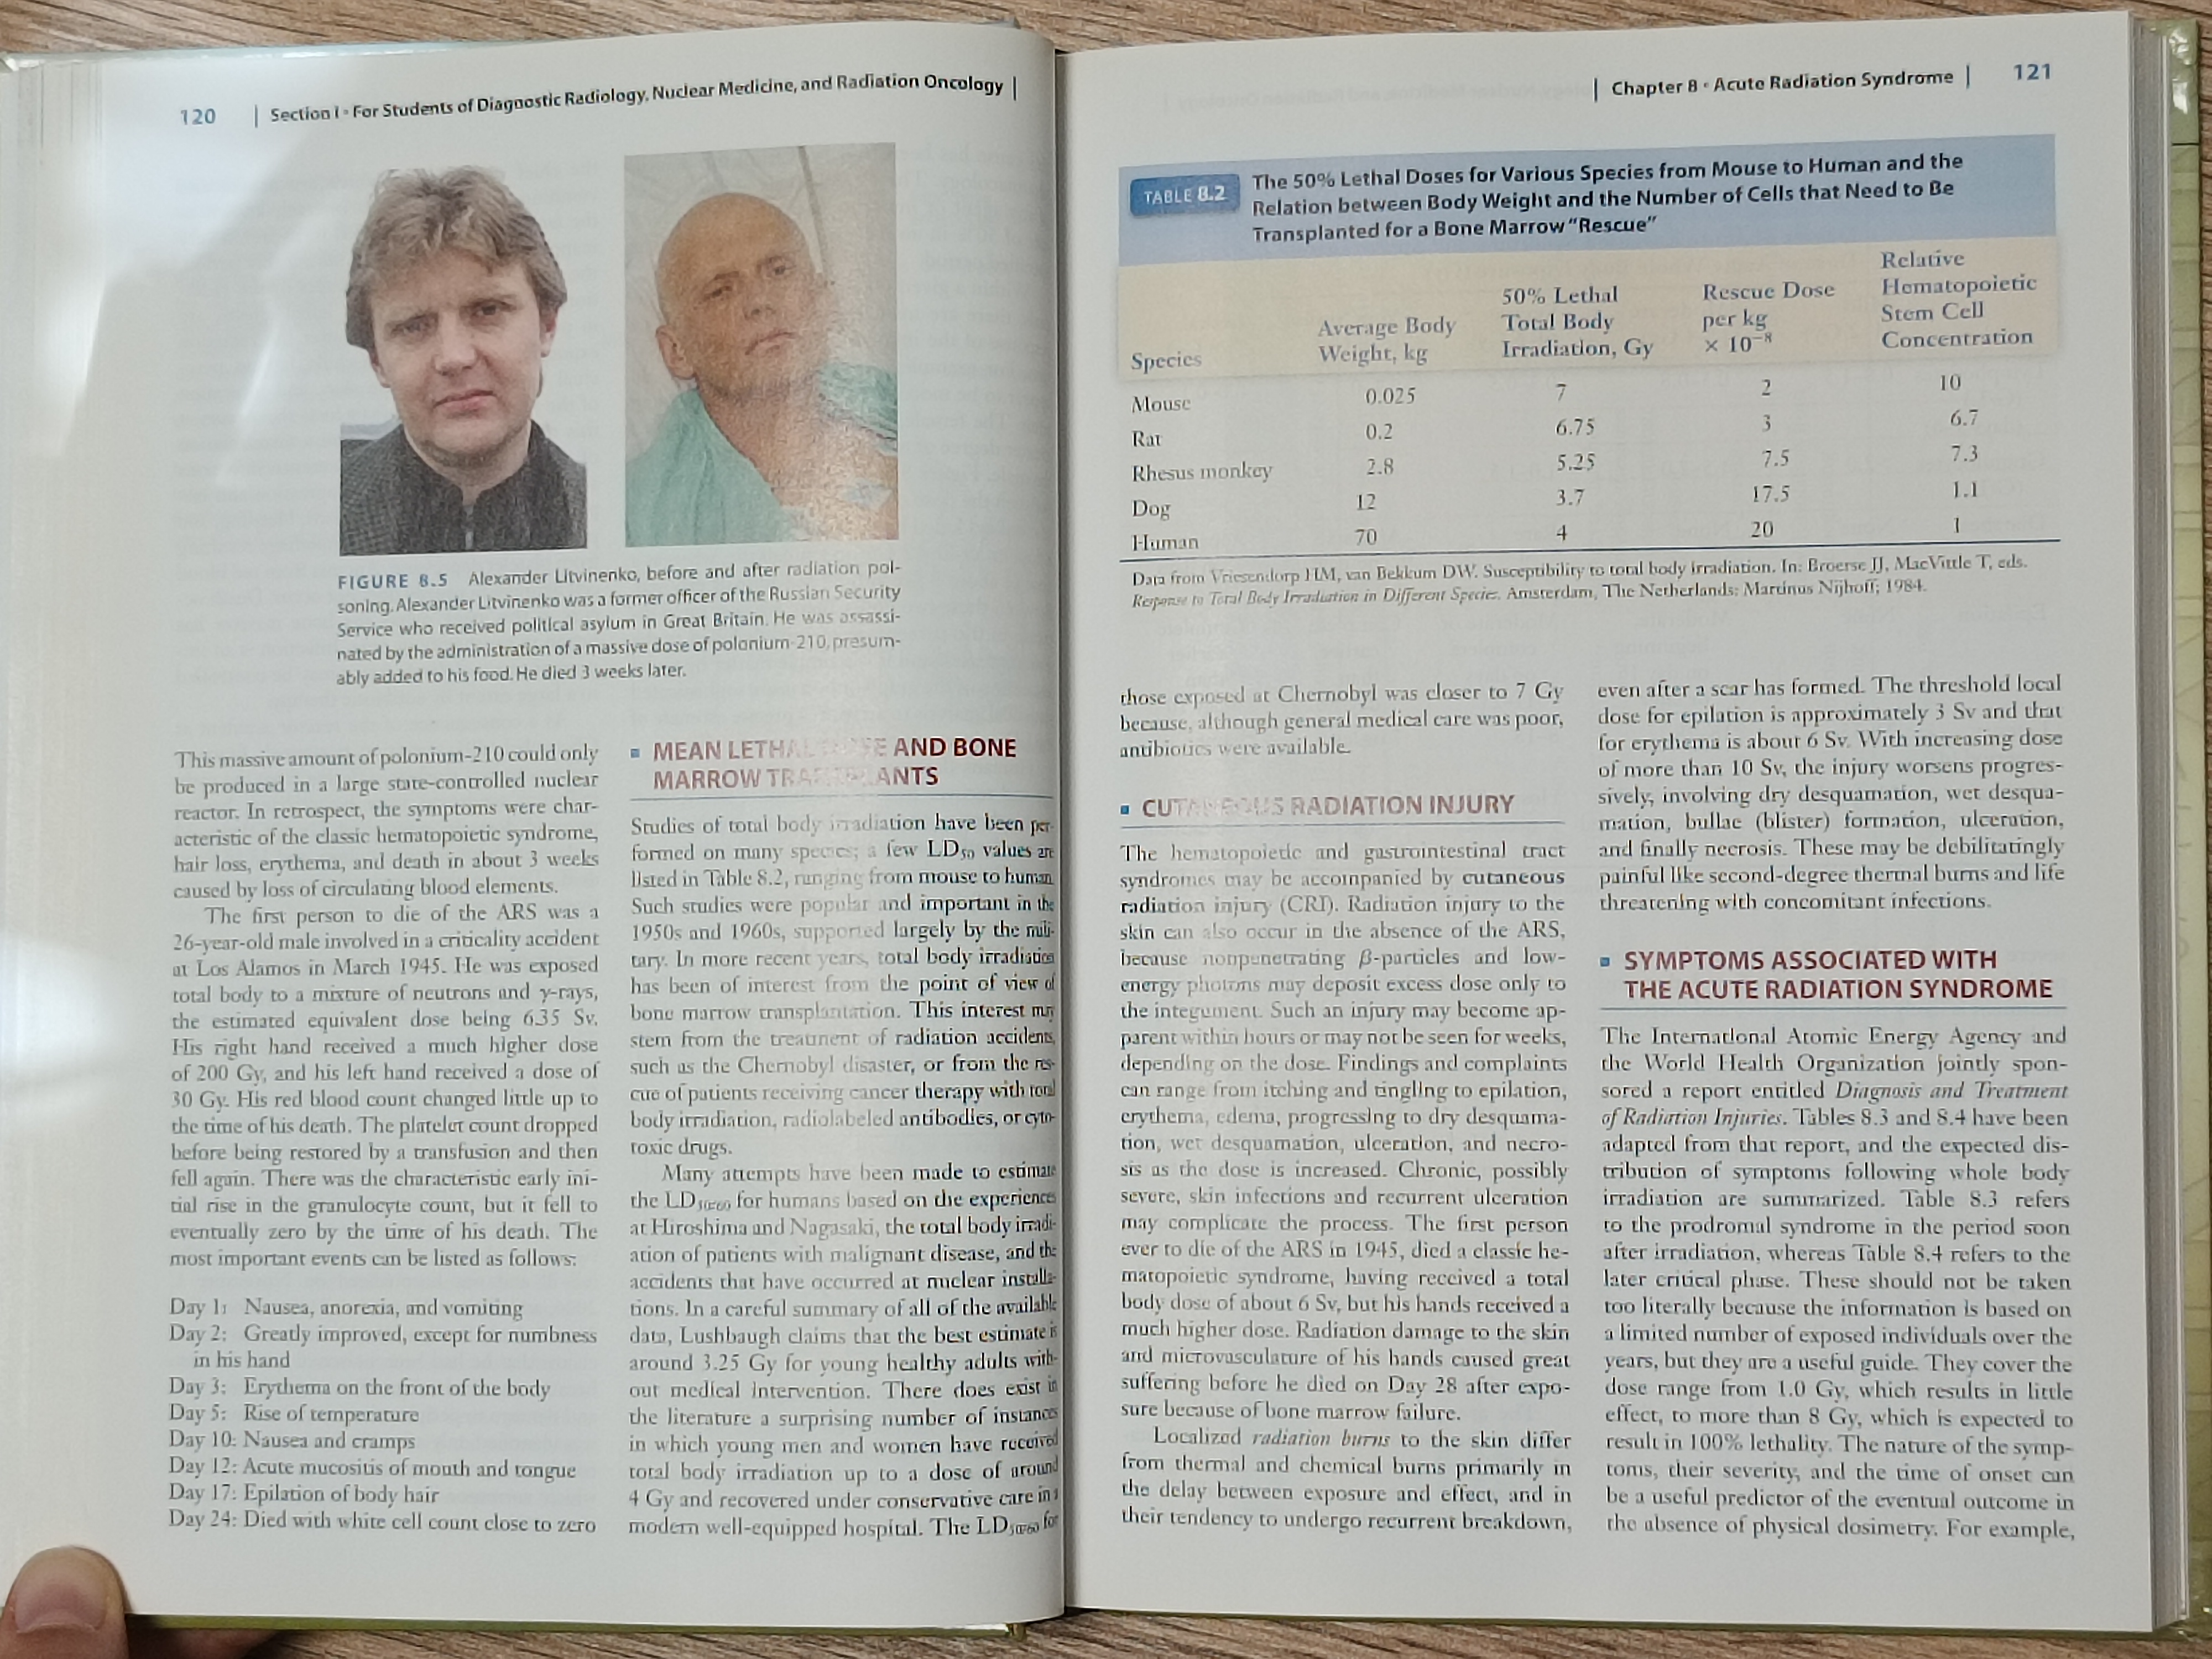 120 | Section I • For Students of Diagnostic Radiology, Nuclear Medicine, and Radiation Oncology |
FIGURE 8.5 Alexander Litvinenko, before and after radiation poi-
soning. Alexander Litvinenko was a former officer of the Russian Security
Service who received political asylum in Great Britain. He was assassi-
nated by the administration of a massive dose of polonium-210, presum-
ably added to his food. He died 3 weeks later.
This massive amount of polonium-210 could only
be produced in a large state-controlled nuclear
reactor. In retrospect, the symptoms were char-
acteristic of the classic hematopoietic syndrome,
hair loss, erythema, and death in about 3 weeks
caused by loss of circulating blood elements.
The first person to die of the ARS was a
26-year-old male involved in a criticality accident
at Los Alamos in March 1945. He was exposed
total body to a mixture of neutrons and γ-rays,
the estimated equivalent dose being 6.35 Sv.
His right hand received a much higher dose
of 200 Gy, and his left hand received a dose of
30 Gy. His red blood count changed little up to
the time of his death. The platelet count dropped
before being restored by a transfusion and then
fell again. There was the characteristic early ini-
tial rise in the granulocyte count, but it fell to
eventually zero by the time of his death. The
most important events can be listed as follows:
Day 1: Nausea, anorexia, and vomiting
Day 2: Greatly improved, except for numbness
in his hand
Day 3: Erythema on the front of the body
Day 5: Rise of temperature
Day 10: Nausea and cramps
Day 12: Acute mucositis of mouth and tongue
Day 17: Epilation of body hair
Day 24: Died with white cell count close to zero
MEAN LETHAL DOSE AND BONE
MARROW TRANSPLANTS
Studies of total body irradiation have been per-
formed on many species; a few LD50 values are
listed in Table 8.2, ranging from mouse to human.
Such studies were popular and important in the
1950s and 1960s, supported largely by the mili-
tary. In more recent years, total body irradiation
has been of interest from the point of view of
bone marrow transplantation. This interest may
stem from the treatment of radiation accidents,
such as the Chernobyl disaster, or from the res-
cue of patients receiving cancer therapy with total
body irradiation, radiolabeled antibodies, or cyto-
toxic drugs.
Many attempts have been made to estimate
the LD50/60 for humans based on the experiences
at Hiroshima and Nagasaki, the total body irradi-
ation of patients with malignant disease, and the
accidents that have occurred at nuclear installa-
tions. In a careful summary of all of the available
data, Lushbaugh claims that the best estimate is
around 3.25 Gy for young healthy adults with-
out medical intervention. There does exist in
the literature a surprising number of instances
in which young men and women have received
total body irradiation up to a dose of around
4 Gy and recovered under conservative care in a
modern well-equipped hospital. The LD50/60 for
| Chapter 8 • Acute Radiation Syndrome | 121
TABLE 8.2 The 50% Lethal Doses for Various Species from Mouse to Human and the
Relation between Body Weight and the Number of Cells that Need to Be
Transplanted for a Bone Marrow "Rescue"
Species Average Body Weight, kg 50% Lethal Total Body Irradiation, Gy Rescue Dose per kg × 10⁻⁸ Relative Hematopoietic Stem Cell Concentration
Mouse 0.025 7 2 10
Rat 0.2 6.75 3 6.7
Rhesus monkey 2.8 5.25 7.5 7.3
Dog 12 3.7 17.5 1.1
Human 70 4 20 1
Data from Vriesendorp HM, van Bekkum DW. Susceptibility to total body irradiation. In: Broerse JJ, MacVittle T, eds.
Response to Total Body Irradiation in Different Species. Amsterdam, The Netherlands: Martinus Nijhoff; 1984.
those exposed at Chernobyl was closer to 7 Gy
because, although general medical care was poor,
antibiotics were available.
CUTANEOUS RADIATION INJURY
The hematopoietic and gastrointestinal tract
syndromes may be accompanied by cutaneous
radiation injury (CRI). Radiation injury to the
skin can also occur in the absence of the ARS,
because nonpenetrating β-particles and low-
energy photons may deposit excess dose only to
the integument. Such an injury may become ap-
parent within hours or may not be seen for weeks,
depending on the dose. Findings and complaints
can range from itching and tingling to epilation,
erythema, edema, progressing to dry desquama-
tion, wet desquamation, ulceration, and necro-
sis as the dose is increased. Chronic, possibly
severe, skin infections and recurrent ulceration
may complicate the process. The first person
ever to die of the ARS in 1945, died a classic he-
matopoietic syndrome, having received a total
body dose of about 6 Sv, but his hands received a
much higher dose. Radiation damage to the skin
and microvasculature of his hands caused great
suffering before he died on Day 28 after expo-
sure because of bone marrow failure.
Localized radiation burns to the skin differ
from thermal and chemical burns primarily in
the delay between exposure and effect, and in
their tendency to undergo recurrent breakdown,
even after a scar has formed. The threshold local
dose for epilation is approximately 3 Sv and that
for erythema is about 6 Sv. With increasing dose
of more than 10 Sv, the injury worsens progres-
sively, involving dry desquamation, wet desqua-
mation, bullae (blister) formation, ulceration,
and finally necrosis. These may be debilitatingly
painful like second-degree thermal burns and life
threatening with concomitant infections.
SYMPTOMS ASSOCIATED WITH
THE ACUTE RADIATION SYNDROME
The International Atomic Energy Agency and
the World Health Organization jointly spon-
sored a report entitled Diagnosis and Treatment
of Radiation Injuries. Tables 8.3 and 8.4 have been
adapted from that report, and the expected dis-
tribution of symptoms following whole body
irradiation are summarized. Table 8.3 refers
to the prodromal syndrome in the period soon
after irradiation, whereas Table 8.4 refers to the
later critical phase. These should not be taken
too literally because the information is based on
a limited number of exposed individuals over the
years, but they are a useful guide. They cover the
dose range from 1.0 Gy, which results in little
effect, to more than 8 Gy, which is expected to
result in 100% lethality. The nature of the symp-
toms, their severity, and the time of onset can
be a useful predictor of the eventual outcome in
the absence of physical dosimetry. For example,